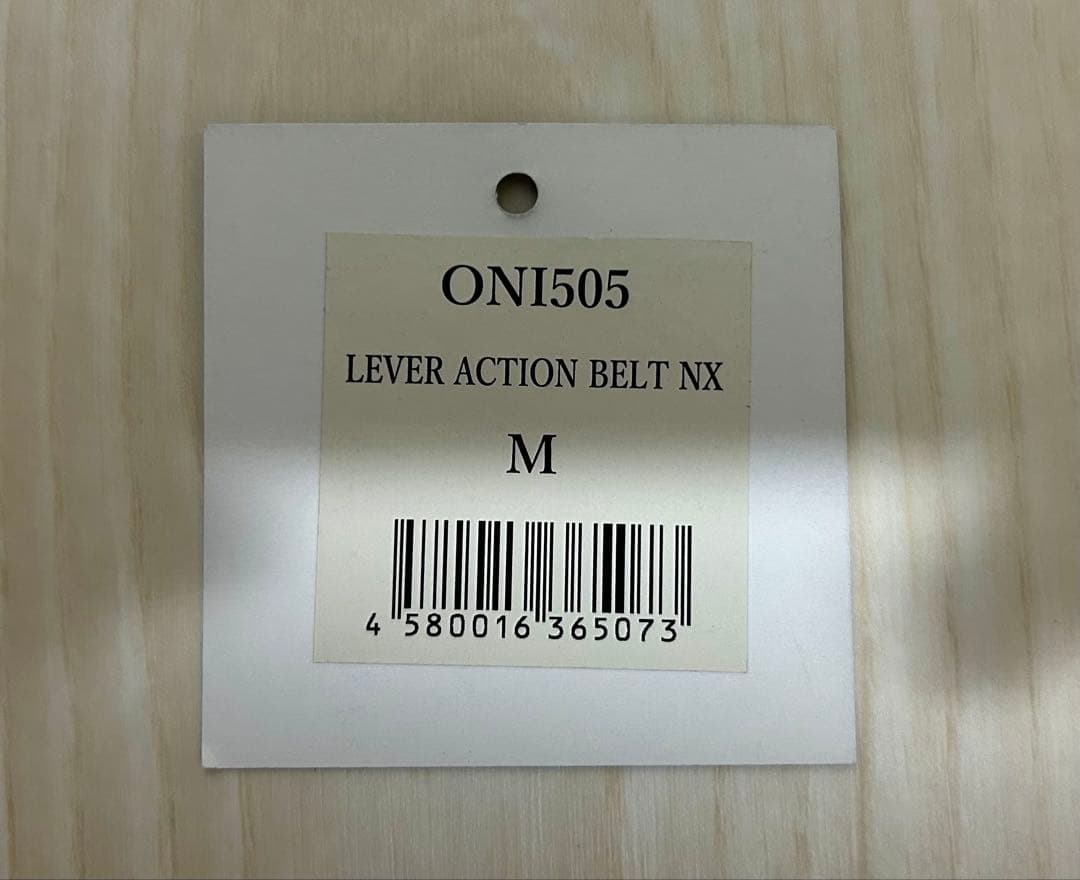 ONI505
LEVER ACTION BELT NX
M
4 580016 365073